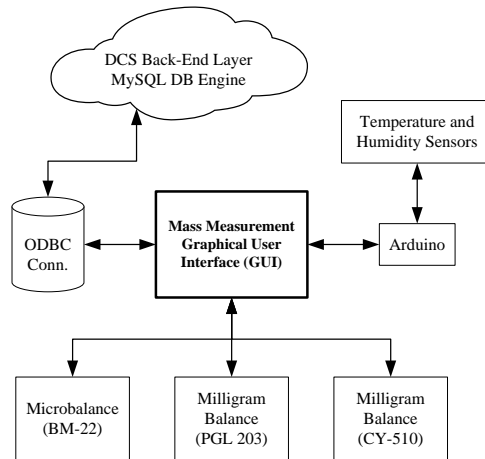 DCS Back-End Layer
MySQL DB Engine
Temperature and
Humidity Sensors
ODBC
Conn.
Mass Measurement
Graphical User
Interface (GUI)
Arduino
Microbalance
(BM-22)
Milligram
Balance
(PGL 203)
Milligram
Balance
(CY-510)